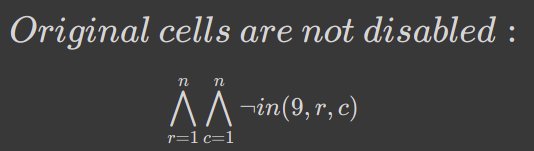 Original cells are not disabled :
n n
⋀ ⋀ ¬in(9, r, c)
r=1 c=1